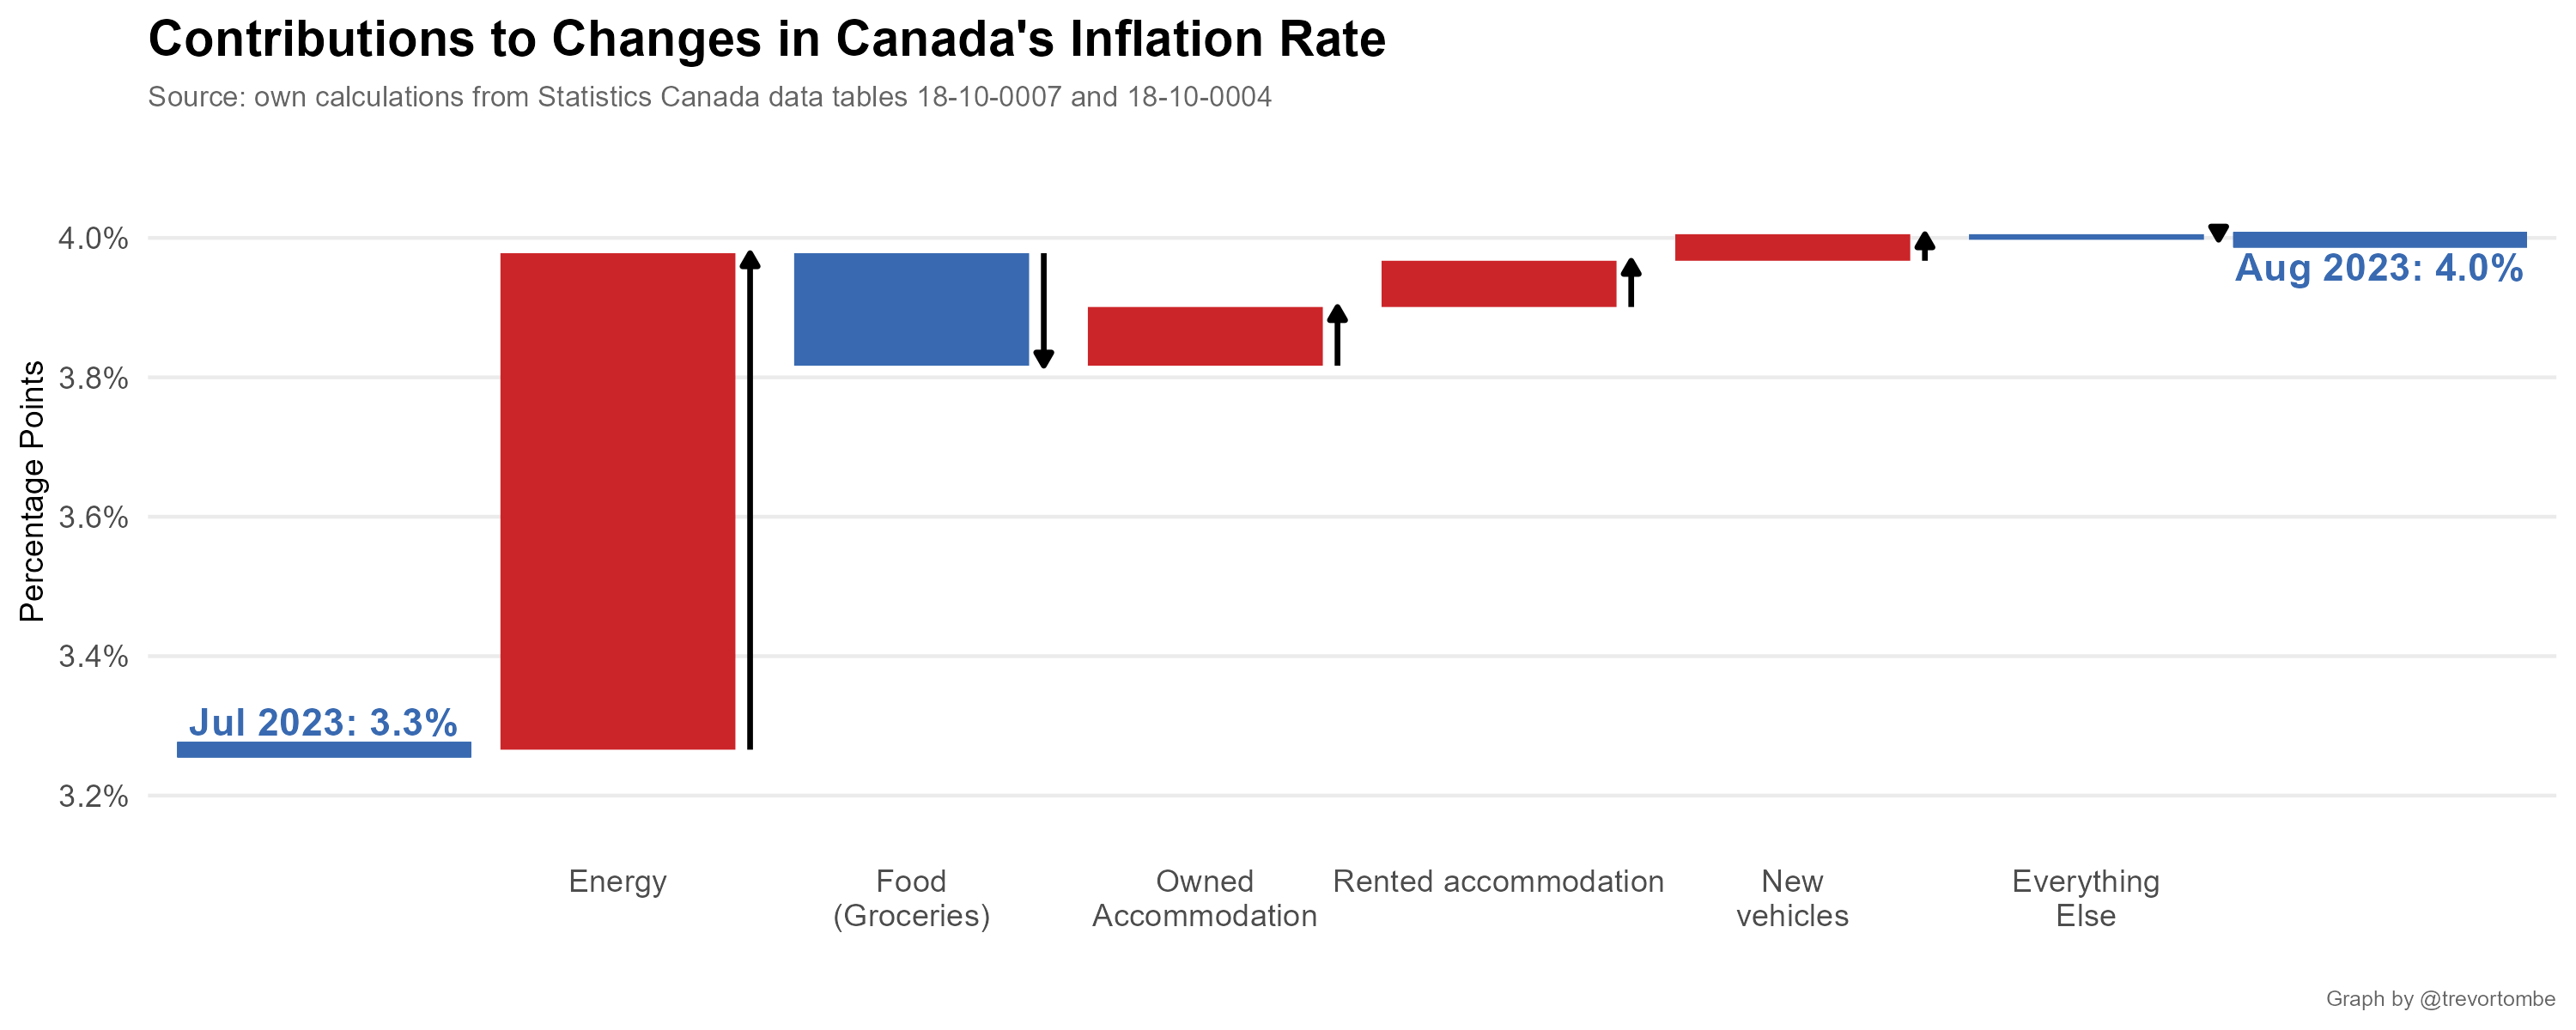 Contributions to Changes in Canada's Inflation Rate
Source: own calculations from Statistics Canada data tables 18-10-0007 and 18-10-0004
Percentage Points
4.0%
3.8%
3.6%
3.4%
3.2%
Jul 2023: 3.3%
Aug 2023: 4.0%
Energy
Food
(Groceries)
Owned
Accommodation
Rented accommodation
New
vehicles
Everything
Else
Graph by @trevortombe